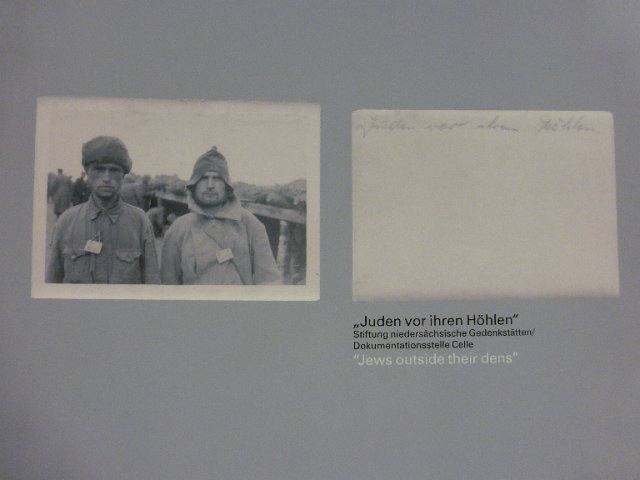 Juden vor ihren Höhlen
„Juden vor ihren Höhlen“
Stiftung niedersächsische Gedenkstätten/
Dokumentationsstelle Celle
“Jews outside their dens”